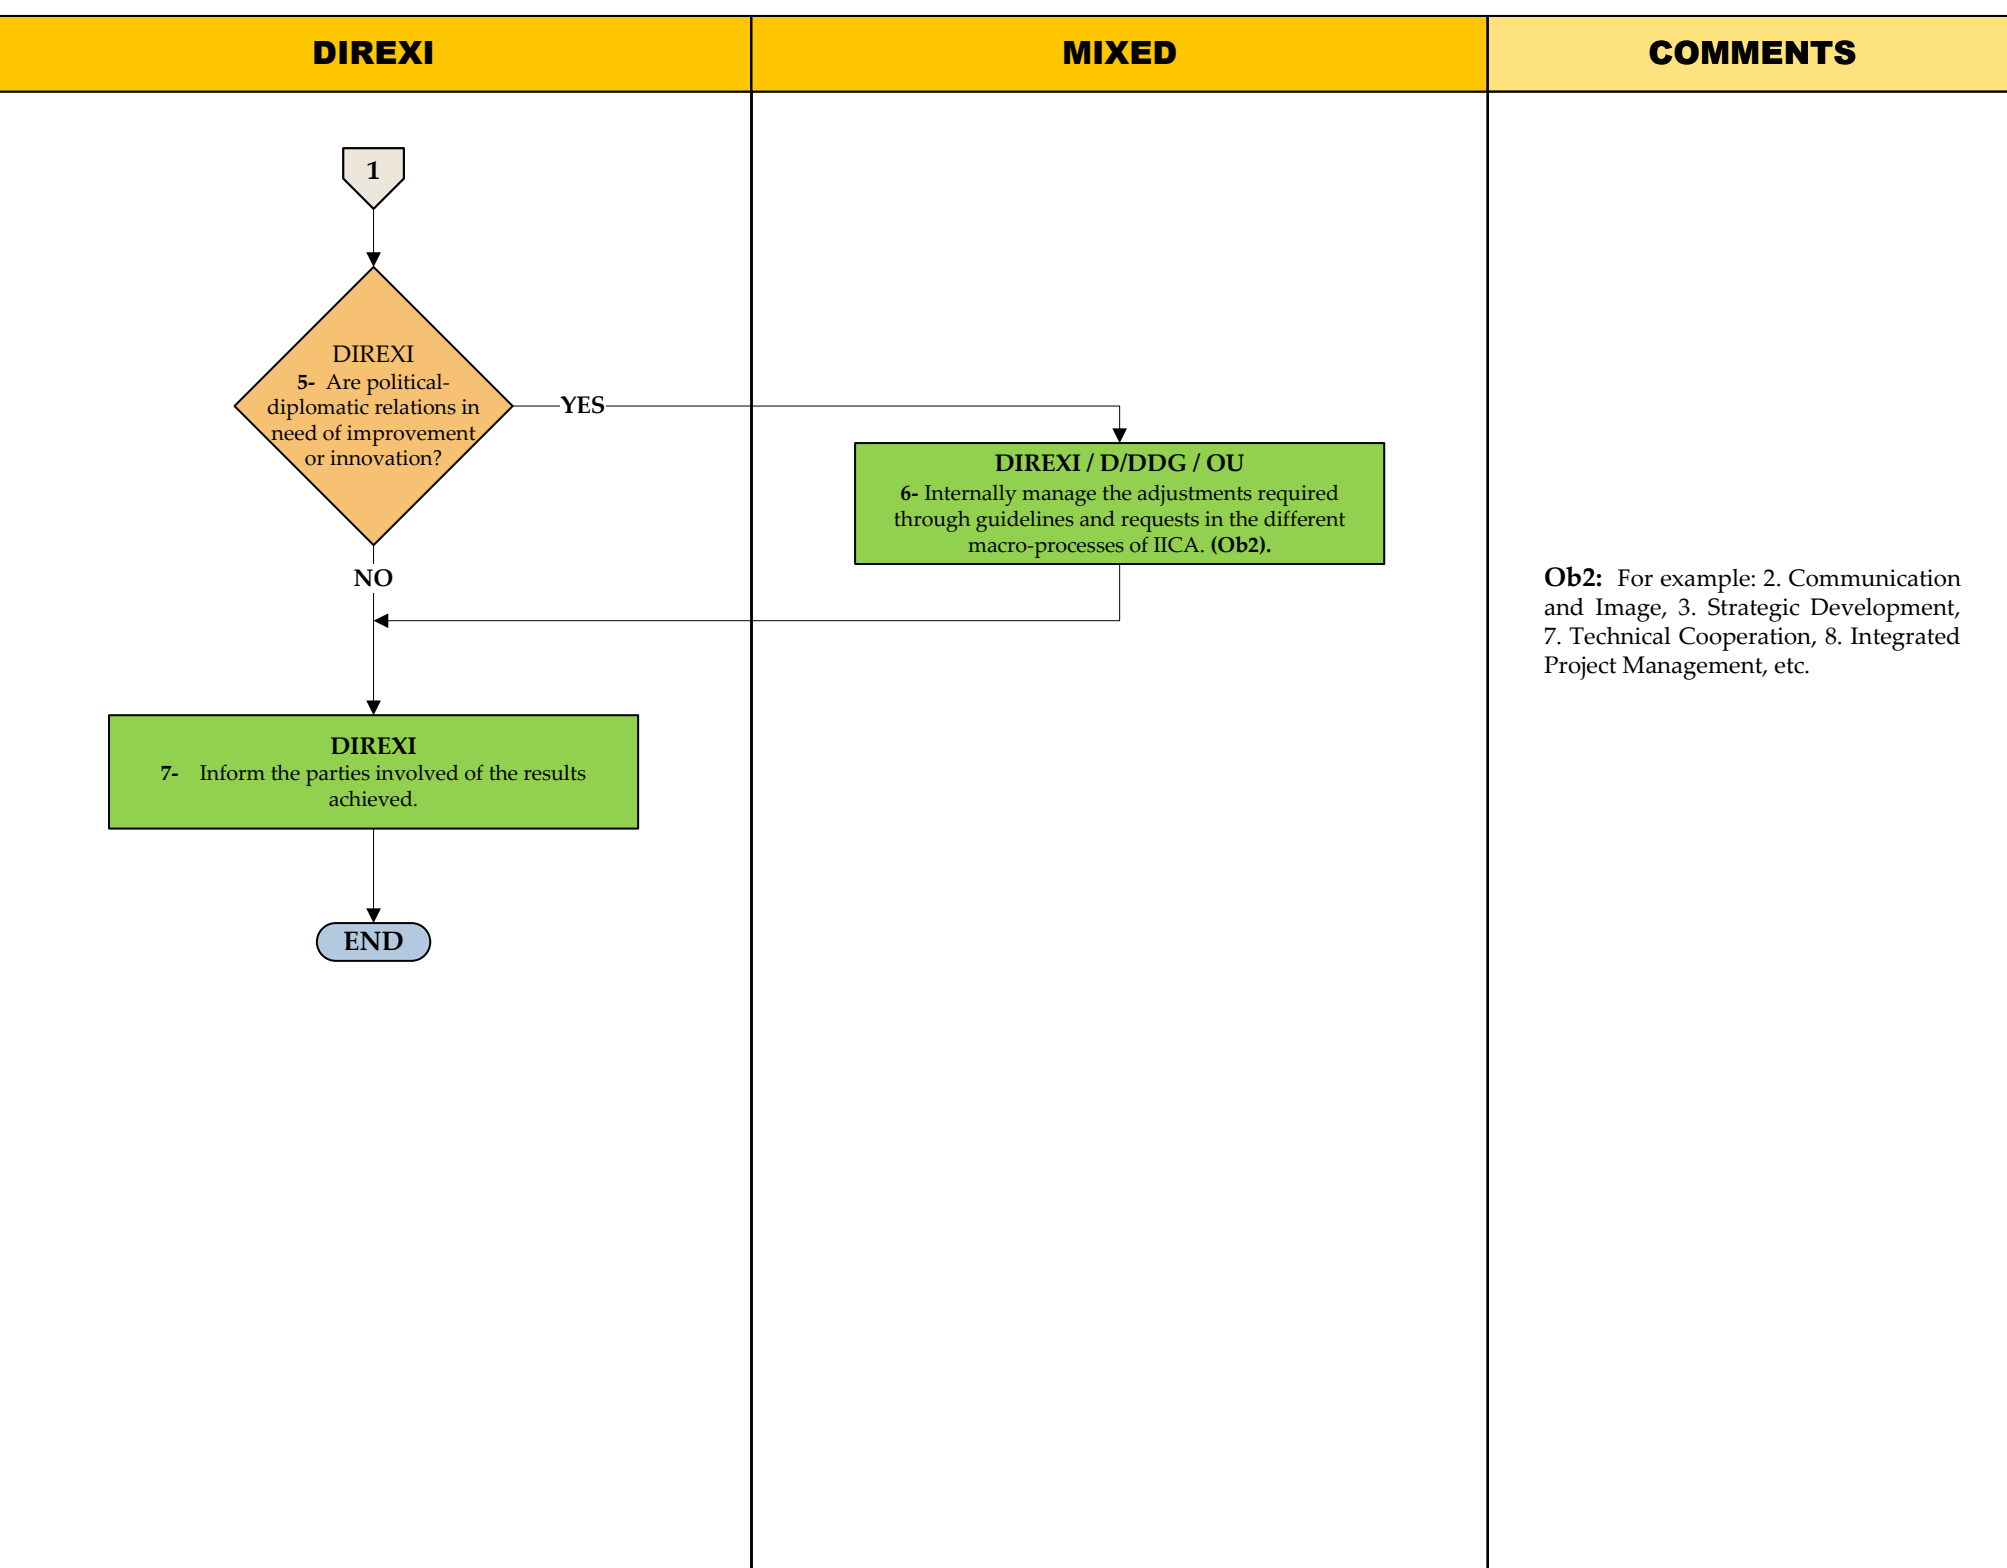 DIREXI
MIXED
COMMENTS
1
DIREXI
5- Are political-
diplomatic relations in
need of improvement
or innovation?
YES
DIREXI / D/DDG / OU
6- Internally manage the adjustments required
through guidelines and requests in the different
macro-processes of IICA. (Ob2).
NO
Ob2: For example: 2. Communication
and Image, 3. Strategic Development,
7. Technical Cooperation, 8. Integrated
Project Management, etc.
DIREXI
7- Inform the parties involved of the results
achieved.
END